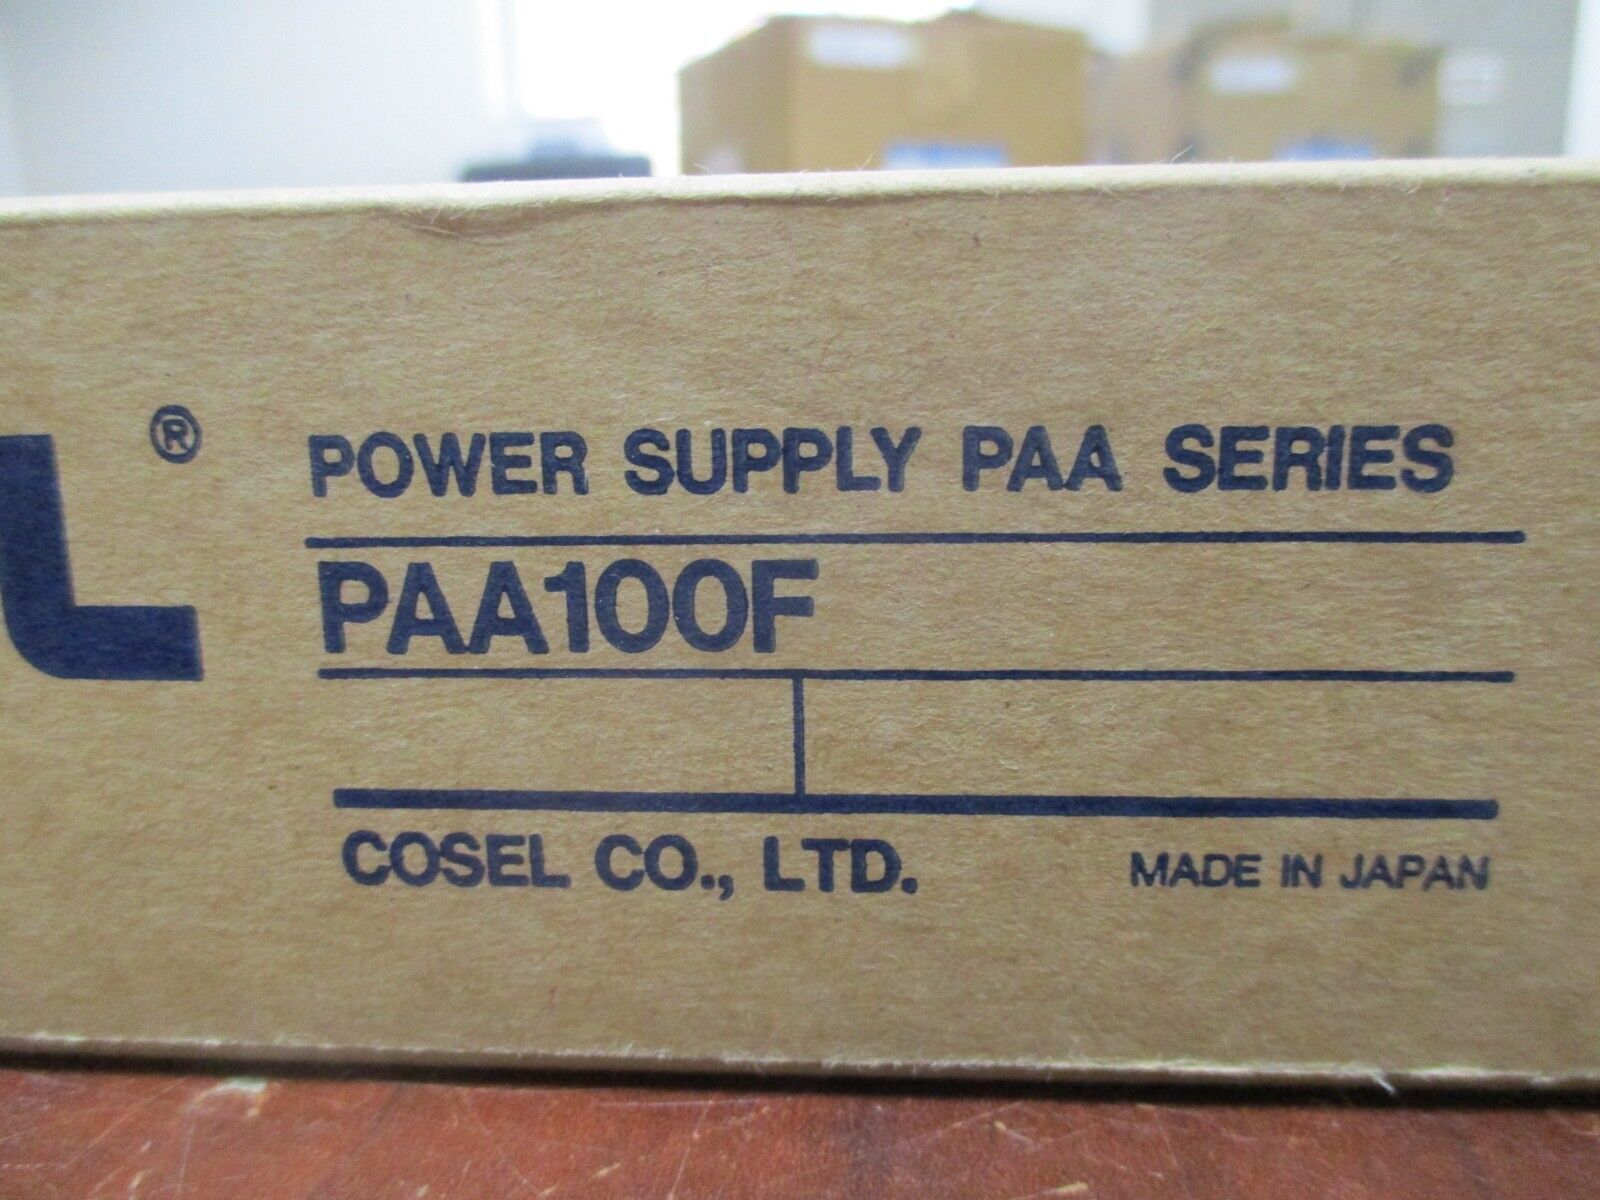 L®
POWER SUPPLY PAA SERIES
PAA100F
COSEL CO., LTD.
MADE IN JAPAN